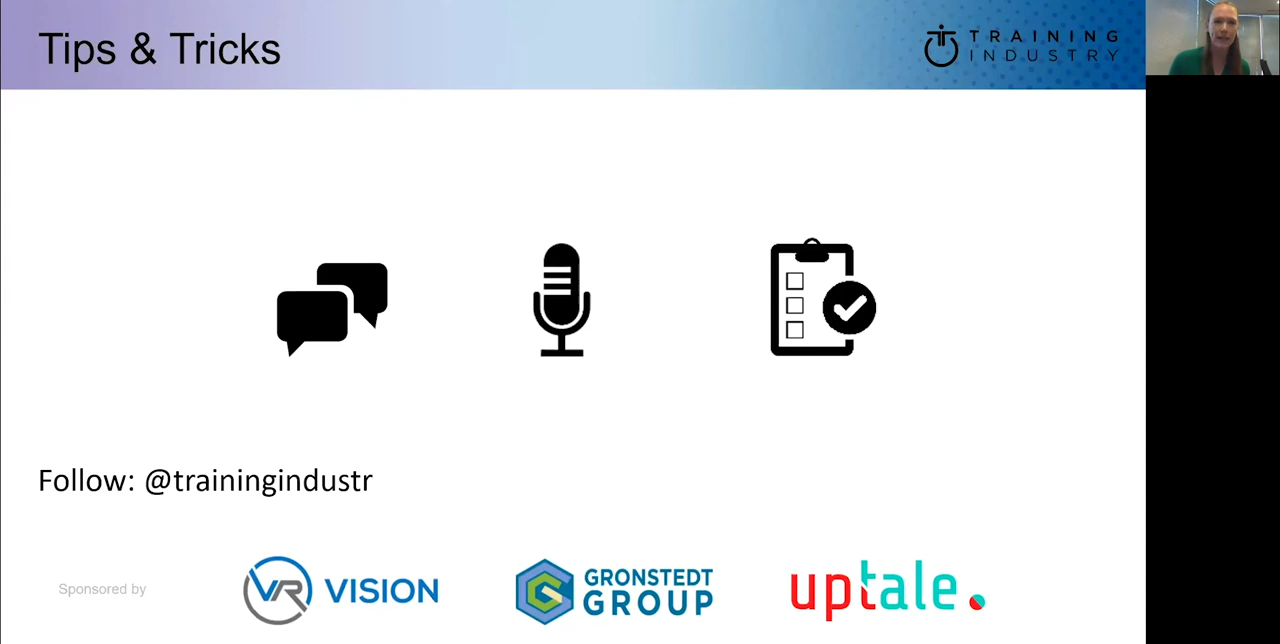 Tips & Tricks
TRAINING
INDUSTRY
Follow: @trainingindustr
Sponsored by
VR VISION
GRONSTEDT
GROUP
uptale.